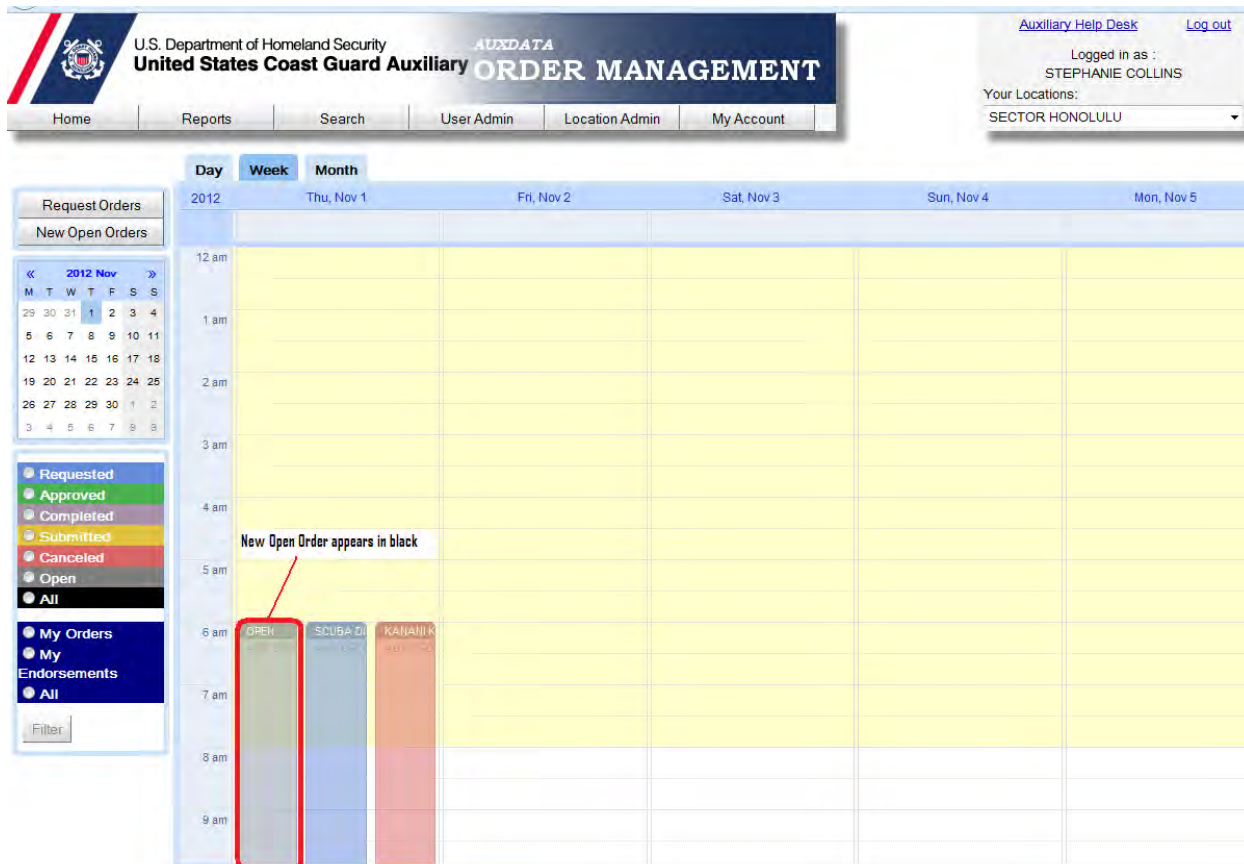 Auxiliary Help Desk Log out
U.S. Department of Homeland Security
United States Coast Guard Auxiliary
AUXDATA
ORDER MANAGEMENT
Logged in as :
STEPHANIE COLLINS
Your Locations:
SECTOR HONOLULU
Home Reports Search User Admin Location Admin My Account
Day Week Month
Request Orders
New Open Orders
2012 Thu, Nov 1 Fri, Nov 2 Sat, Nov 3 Sun, Nov 4 Mon, Nov 5
« 2012 Nov »
M T W T F S S
29 30 31 1 2 3 4
5 6 7 8 9 10 11
12 13 14 15 16 17 18
19 20 21 22 23 24 25
26 27 28 29 30 1 2
3 4 5 6 7 8 9
Requested
Approved
Completed
Submitted
Canceled
Open
All
My Orders
My
Endorsements
All
Filter
12 am
1 am
2 am
3 am
4 am
New Open Order appears in black
5 am
6 am OPEN SCUBA DI KANANI K
7 am
8 am
9 am